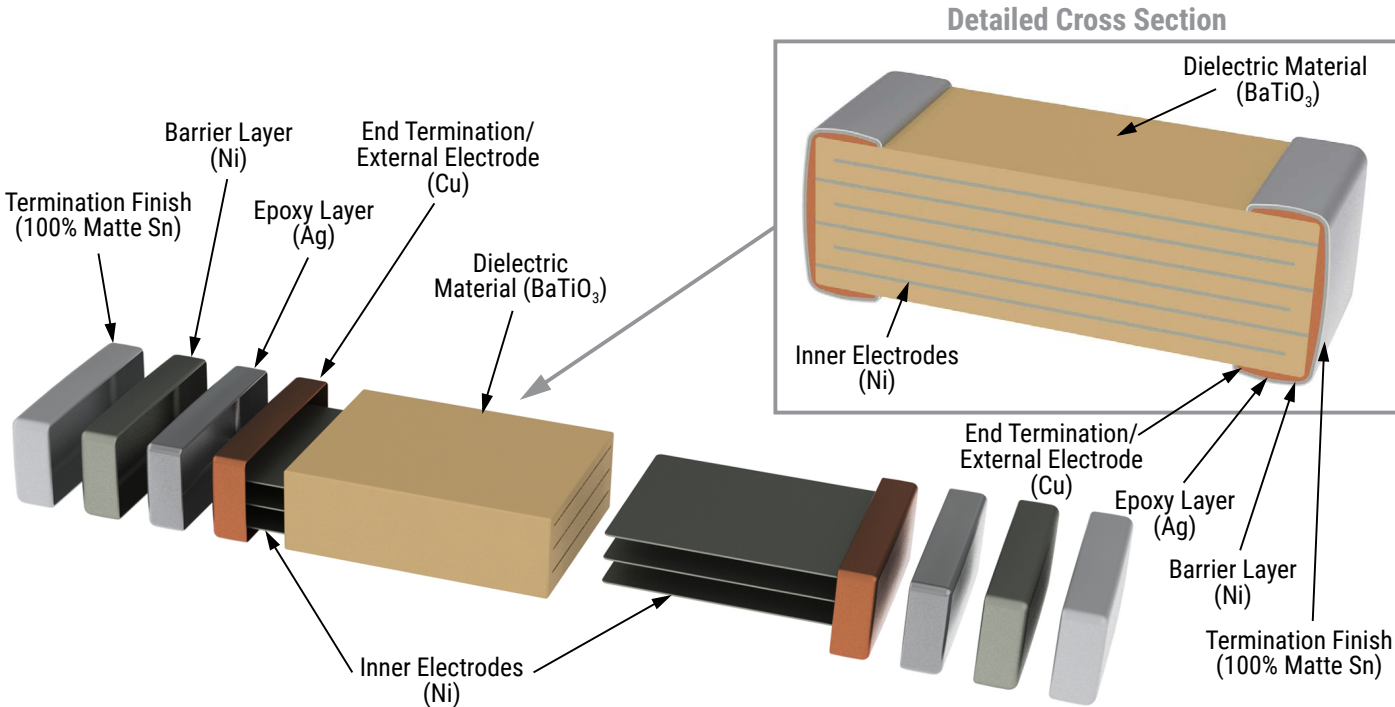 Detailed Cross Section
Dielectric Material
(BaTiO₃)
Barrier Layer
(Ni)
End Termination/
External Electrode
(Cu)
Termination Finish
(100% Matte Sn)
Epoxy Layer
(Ag)
Dielectric
Material (BaTiO₃)
Inner Electrodes
(Ni)
End Termination/
External Electrode
(Cu)
Epoxy Layer
(Ag)
Barrier Layer
(Ni)
Termination Finish
(100% Matte Sn)
Inner Electrodes
(Ni)